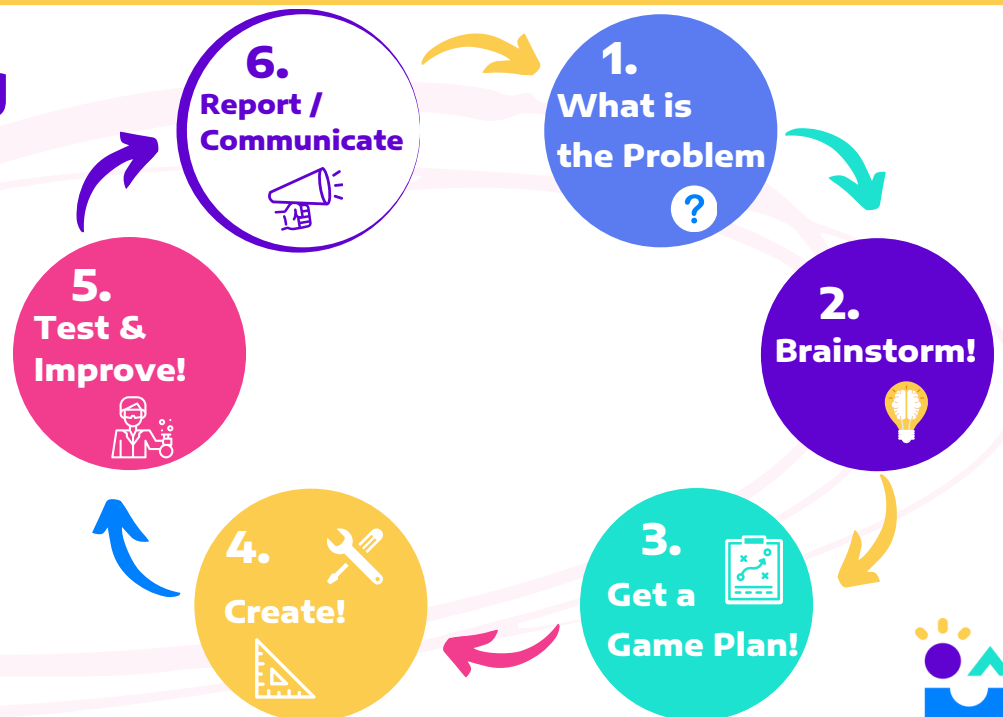 1.
What is
the Problem
?
2.
Brainstorm!
3.
Get a
Game Plan!
4.
Create!
5.
Test &
Improve!
6.
Report /
Communicate